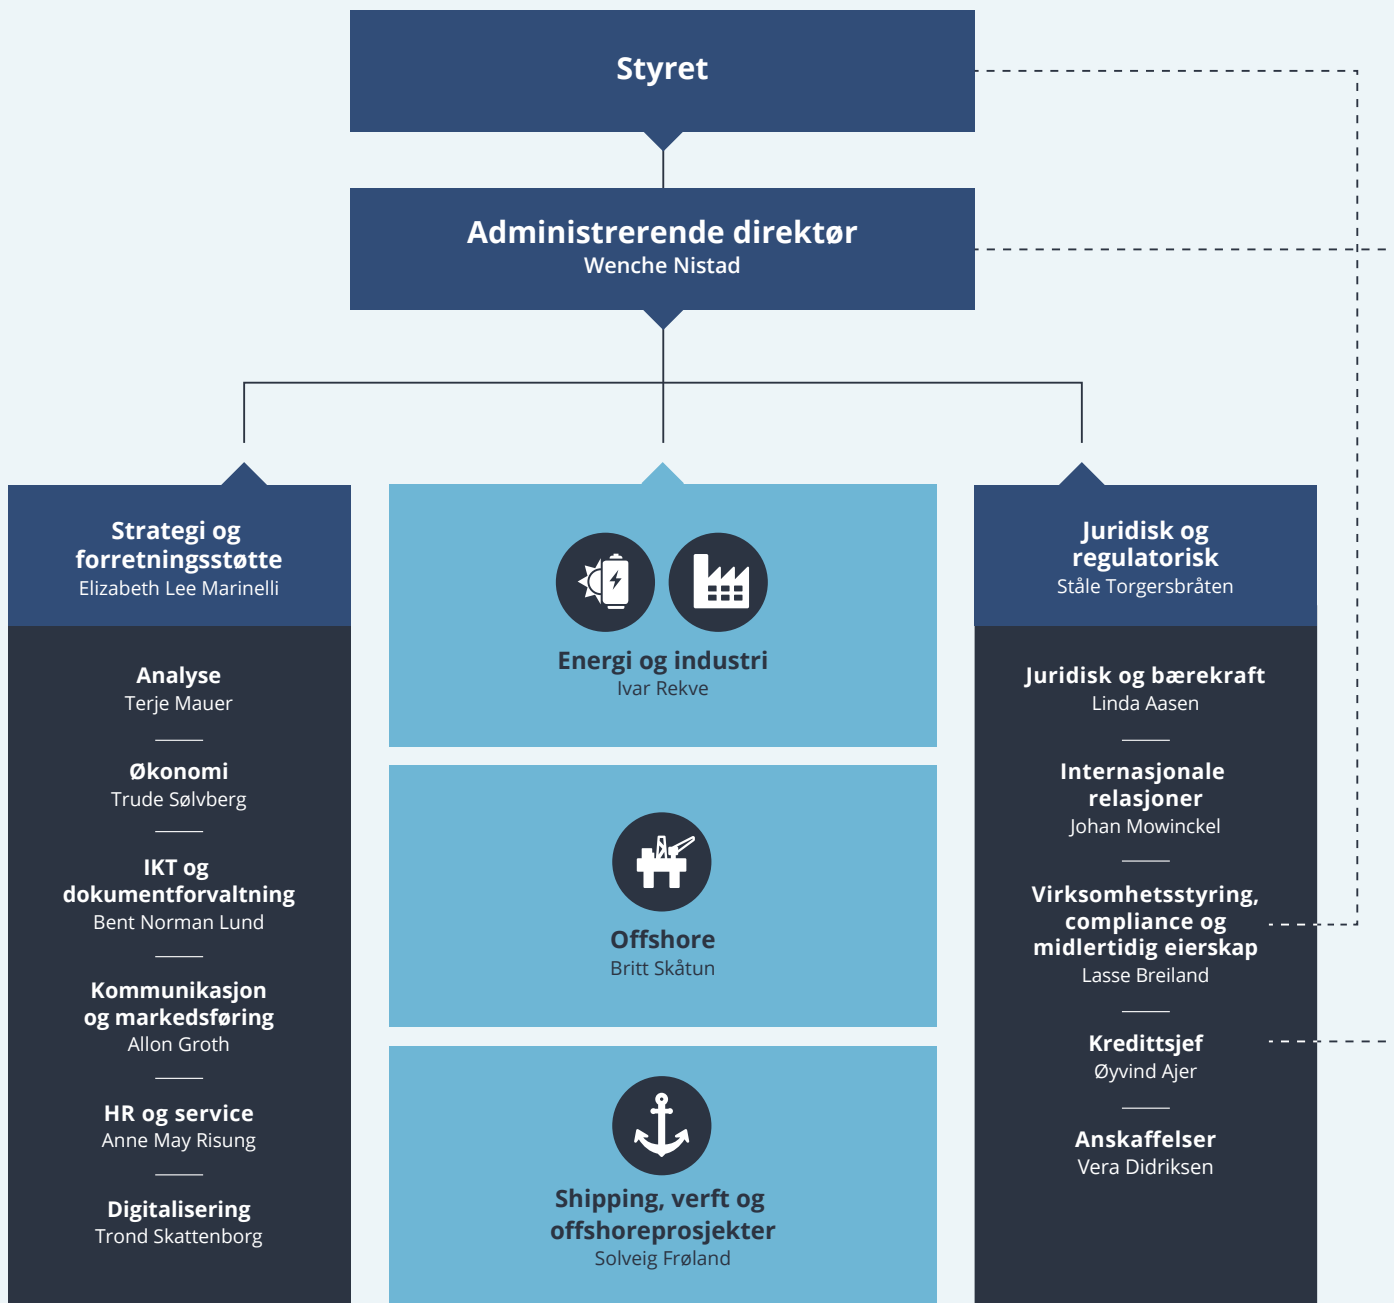 Styret
Administrerende direktør
Wenche Nistad
Strategi og
forretningsstøtte
Elizabeth Lee Marinelli
Analyse
Terje Mauer
Økonomi
Trude Sølvberg
IKT og
dokumentforvaltning
Bent Norman Lund
Kommunikasjon
og markedsføring
Allon Groth
HR og service
Anne May Risung
Digitalisering
Trond Skattenborg
Energi og industri
Ivar Rekve
Offshore
Britt Skåtun
Shipping, verft og
offshoreprosjekter
Solveig Frøland
Juridisk og
regulatorisk
Ståle Torgersbråten
Juridisk og bærekraft
Linda Aasen
Internasjonale
relasjoner
Johan Mowinckel
Virksomhetsstyring,
compliance og
midlertidig eierskap
Lasse Breiland
Kredittsjef
Øyvind Ajer
Anskaffelser
Vera Didriksen